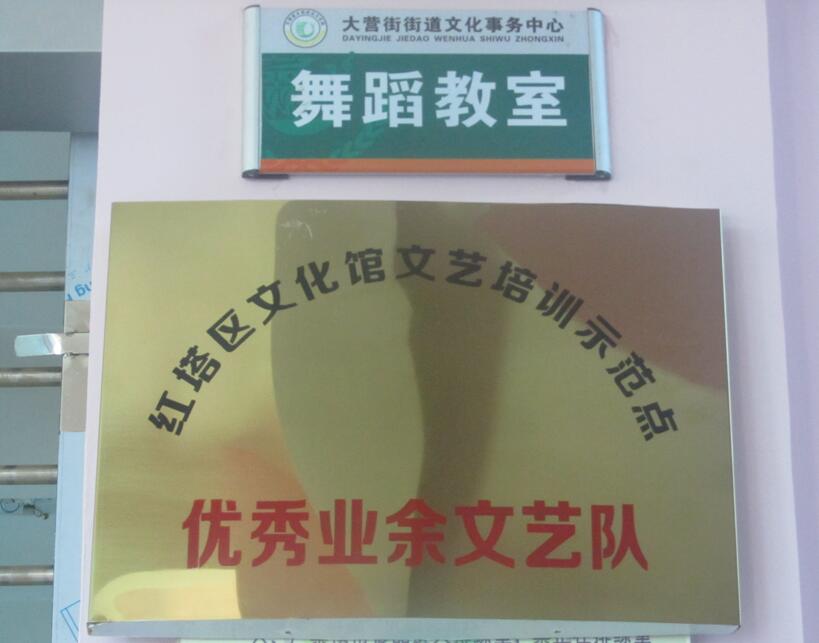 大营街街道文化事务中心
DAYINGJIE JIEDAO WENHUA SHIWU ZHONGXIN
舞蹈教室
红塔区文化馆文艺培训示范点
优秀业余文艺队